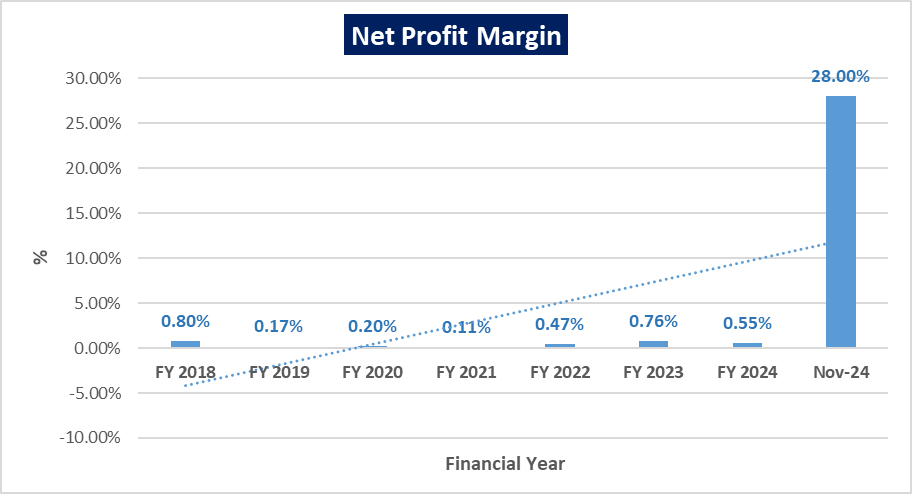 Net Profit Margin
30.00%
25.00%
20.00%
15.00%
10.00%
5.00%
0.00%
-5.00%
-10.00%
%
0.80%
0.17%
0.20%
0.11%
0.47%
0.76%
0.55%
28.00%
FY 2018
FY 2019
FY 2020
FY 2021
FY 2022
FY 2023
FY 2024
Nov-24
Financial Year